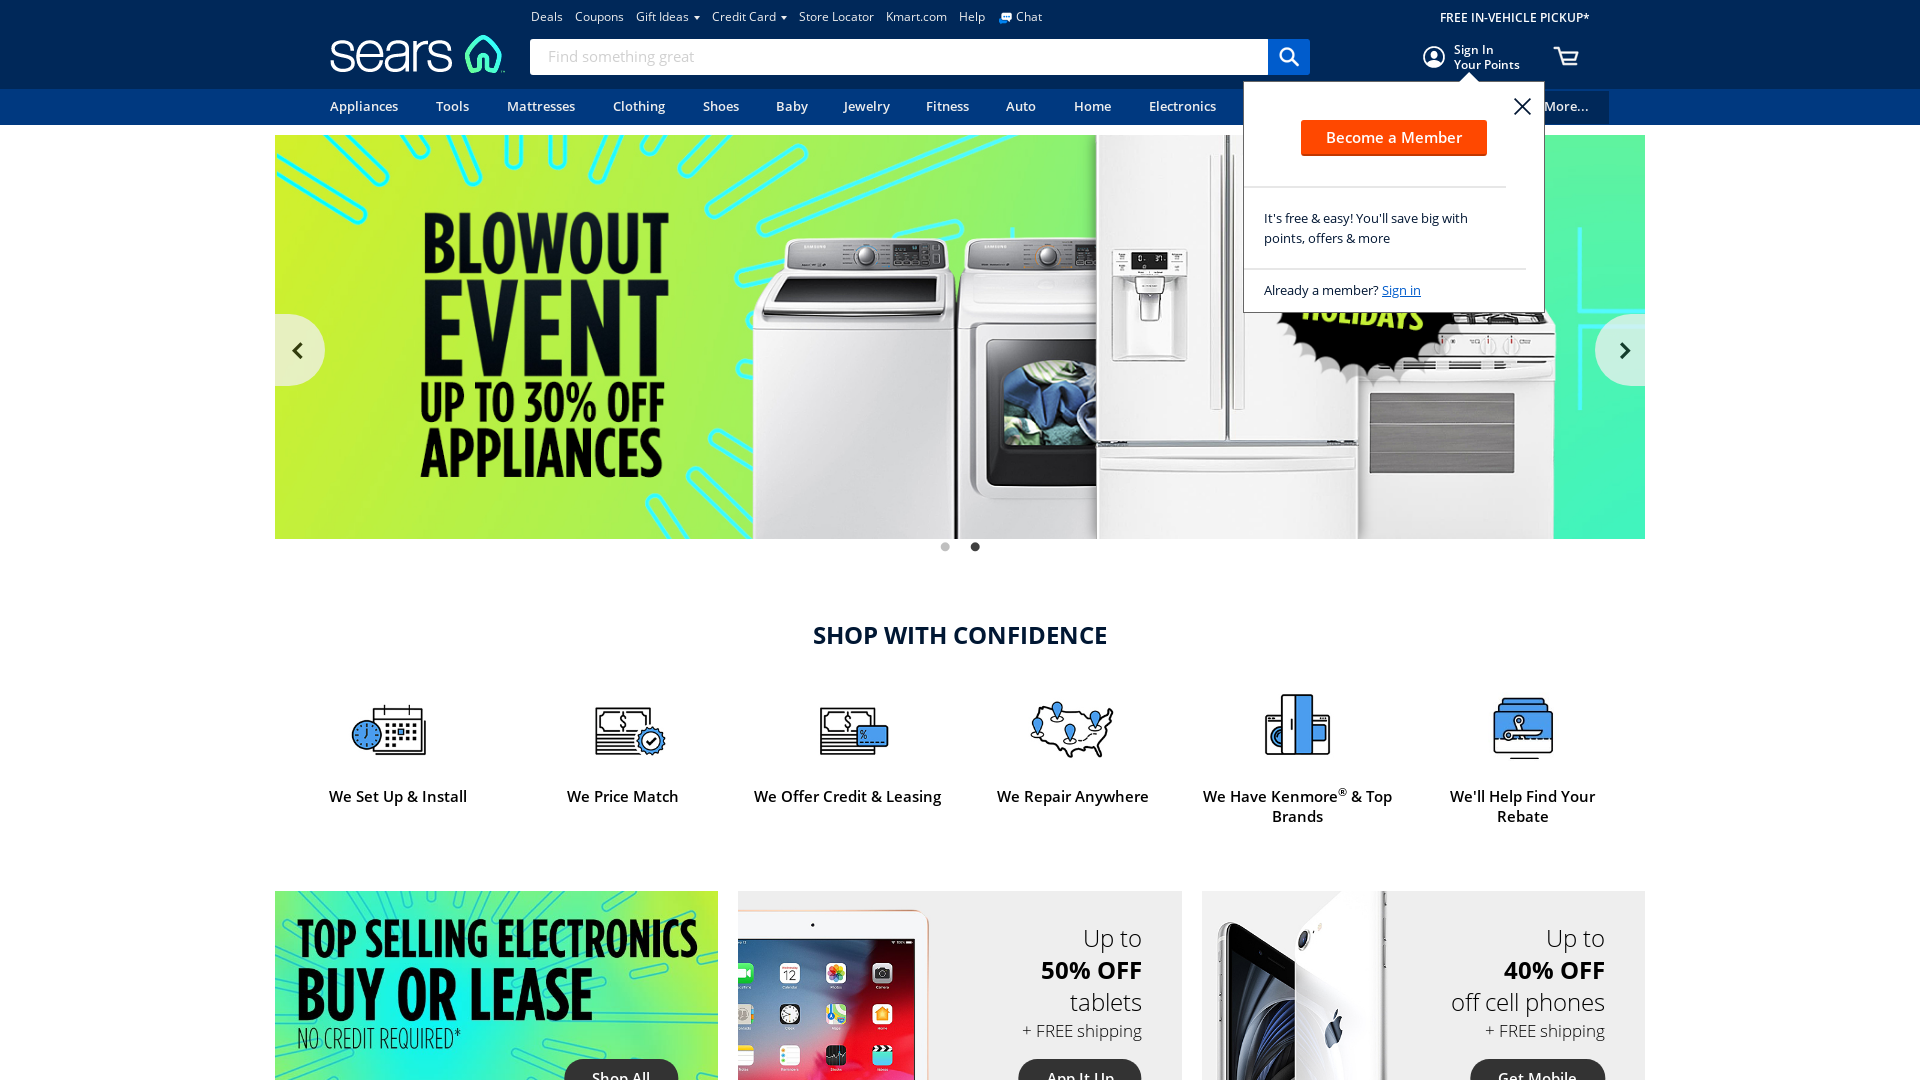 Deals Coupons Gift Ideas Credit Card Store Locator Kmart.com Help Chat FREE IN-VEHICLE PICKUP*
sears
Find something great
Sign In
Your Points
Appliances Tools Mattresses Clothing Shoes Baby Jewelry Fitness Auto Home Electronics More...
Become a Member
It's free & easy! You'll save big with
points, offers & more
Already a member? Sign in
BLOWOUT
EVENT
UP TO 30% OFF
APPLIANCES
SAMSUNG SAMSUNG
HOLIDAYS
SHOP WITH CONFIDENCE
We Set Up & Install
We Price Match
We Offer Credit & Leasing
We Repair Anywhere
We Have Kenmore® & Top
Brands
We'll Help Find Your
Rebate
TOP SELLING ELECTRONICS
BUY OR LEASE
NO CREDIT REQUIRED*
Shop All
Up to
50% OFF
tablets
+ FREE shipping
App It Up
Up to
40% OFF
off cell phones
+ FREE shipping
Get Mobile